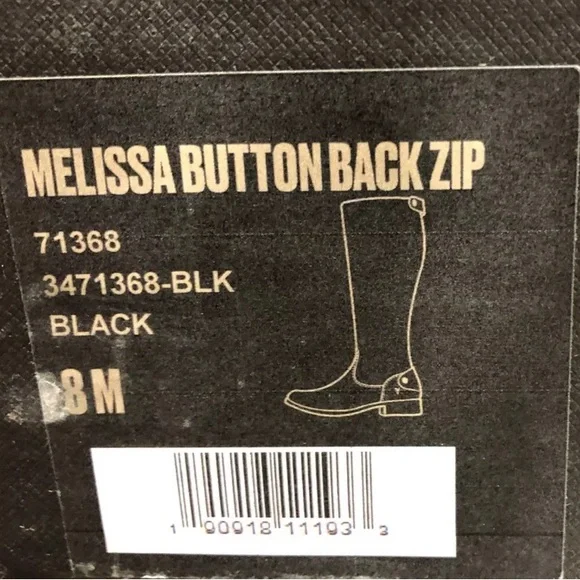 MELISSA BUTTON BACK ZIP
71368
3471368-BLK
BLACK
8 M
1 90918 11193 3